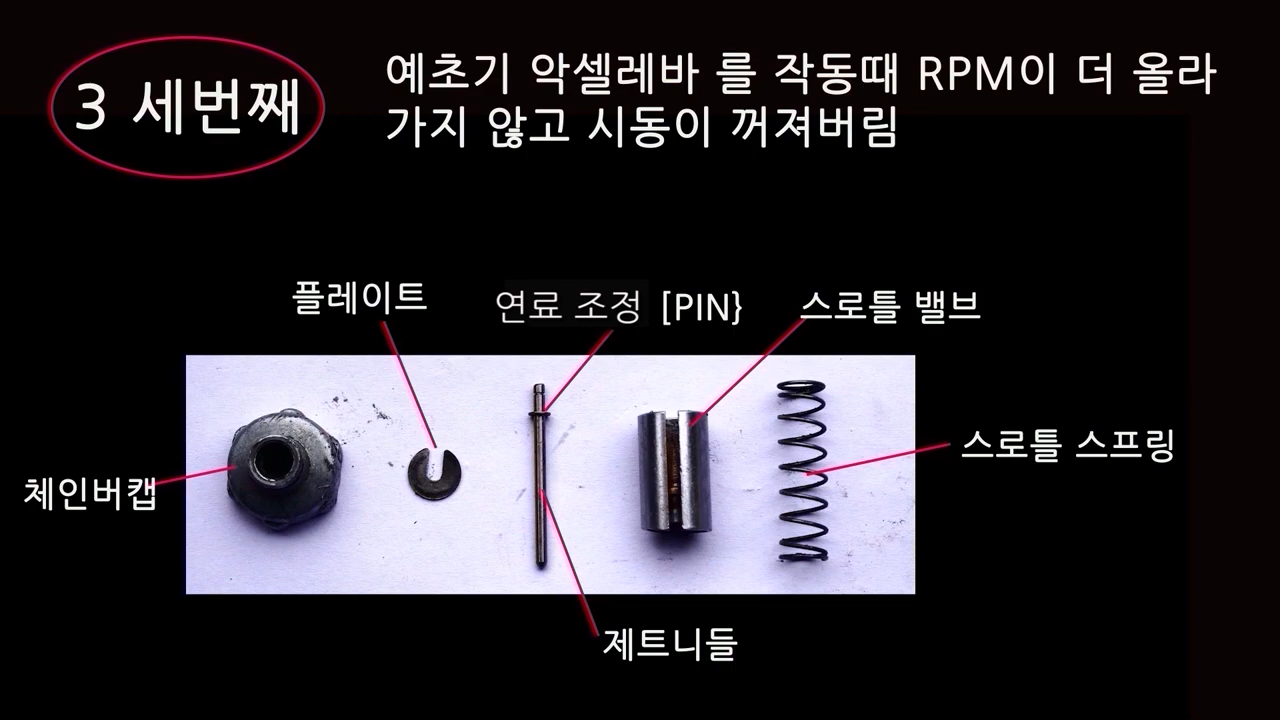 3 세번째
예초기 악셀레바 를 작동때 RPM이 더 올라
가지 않고 시동이 꺼져버림
플레이트
연료 조정 [PIN}
스로틀 밸브
스로틀 스프링
체인버캡
제트니들